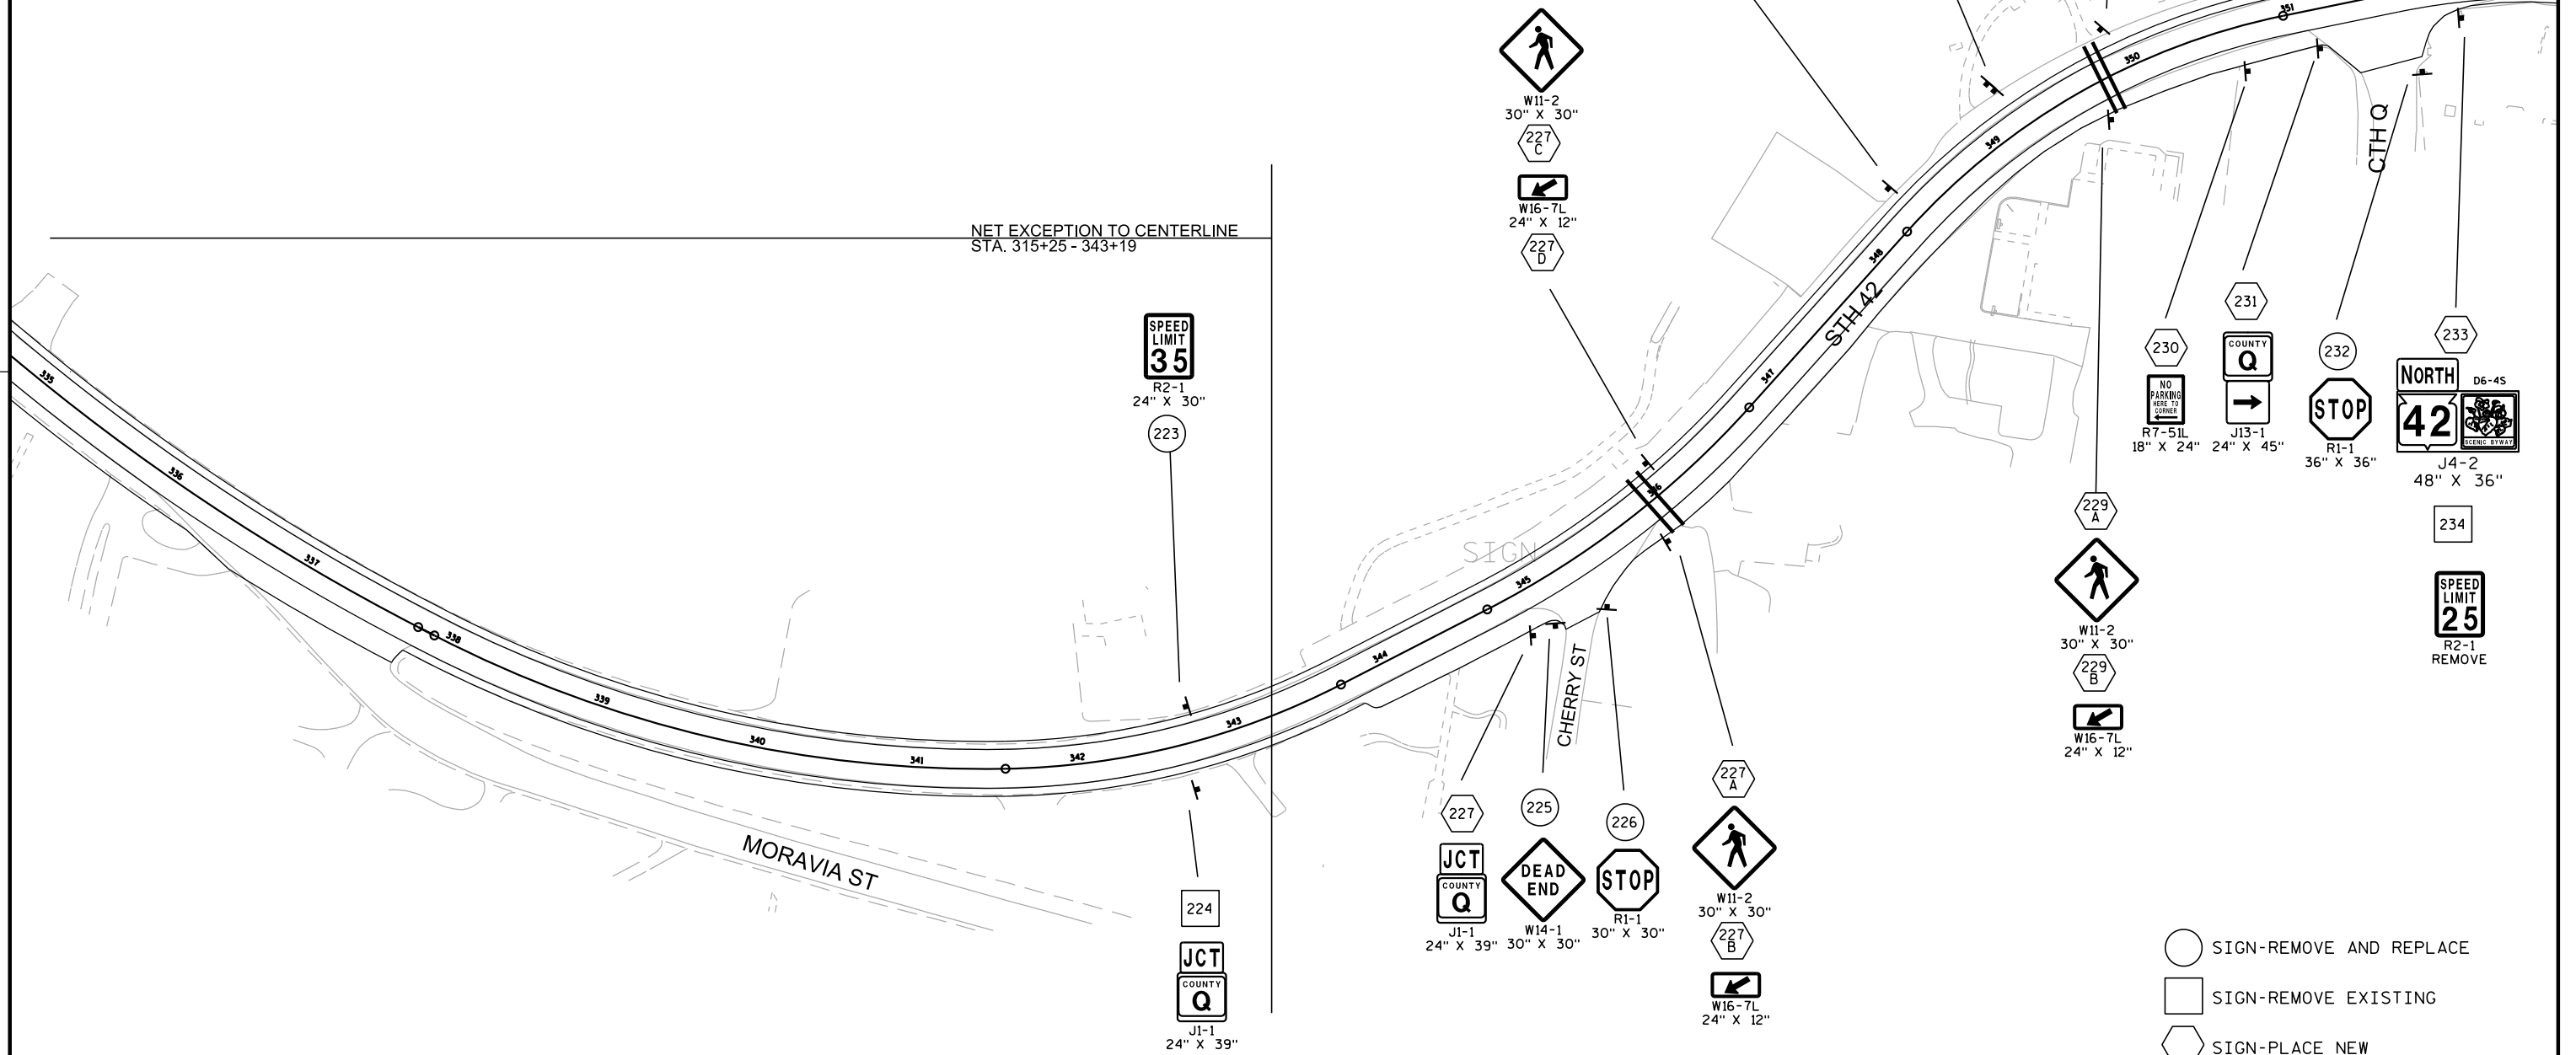 W11-2
30" X 30"
227
C
W16-7L
24" X 12"
227
D
NET EXCEPTION TO CENTERLINE
STA. 315+25 - 343+19
SPEED
LIMIT
35
R2-1
24" X 30"
223
335
336
337
338
339
340
341
342
343
344
345
346
347
348
349
350
351
STH 42
CTH Q
SIGN
CHERRY ST
MORAVIA ST
224
JCT
COUNTY
Q
J1-1
24" X 39"
227
JCT
COUNTY
Q
J1-1
24" X 39"
225
DEAD
END
W14-1
30" X 30"
226
STOP
R1-1
30" X 30"
227
A
W11-2
30" X 30"
227
B
W16-7L
24" X 12"
229
A
W11-2
30" X 30"
229
B
W16-7L
24" X 12"
230
NO
PARKING
HERE TO
CORNER
R7-51L
18" X 24"
231
COUNTY
Q
J13-1
24" X 45"
232
STOP
R1-1
36" X 36"
233
NORTH
D6-4S
42
SCENIC BYWAY
J4-2
48" X 36"
234
SPEED
LIMIT
25
R2-1
REMOVE
SIGN-REMOVE AND REPLACE
SIGN-REMOVE EXISTING
SIGN-PLACE NEW